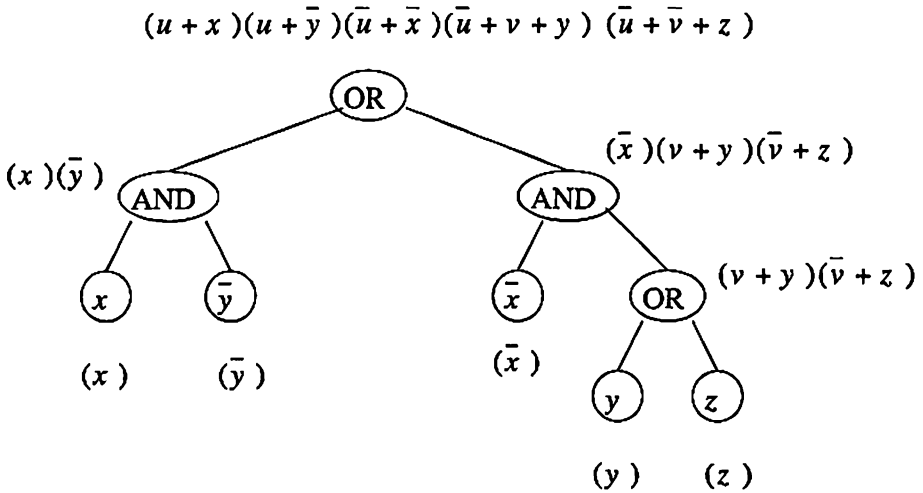 (u + x )(u + y̅ )(u̅ + x̅ )(u̅ + v + y ) (u̅ + v̅ + z )
OR
(x )(y̅ )
AND
AND
(x̅ )(v + y )(v̅ + z )
x
y̅
x̅
OR
(v + y )(v̅ + z )
(x )
(y̅ )
(x̅ )
y
z
(y )
(z )